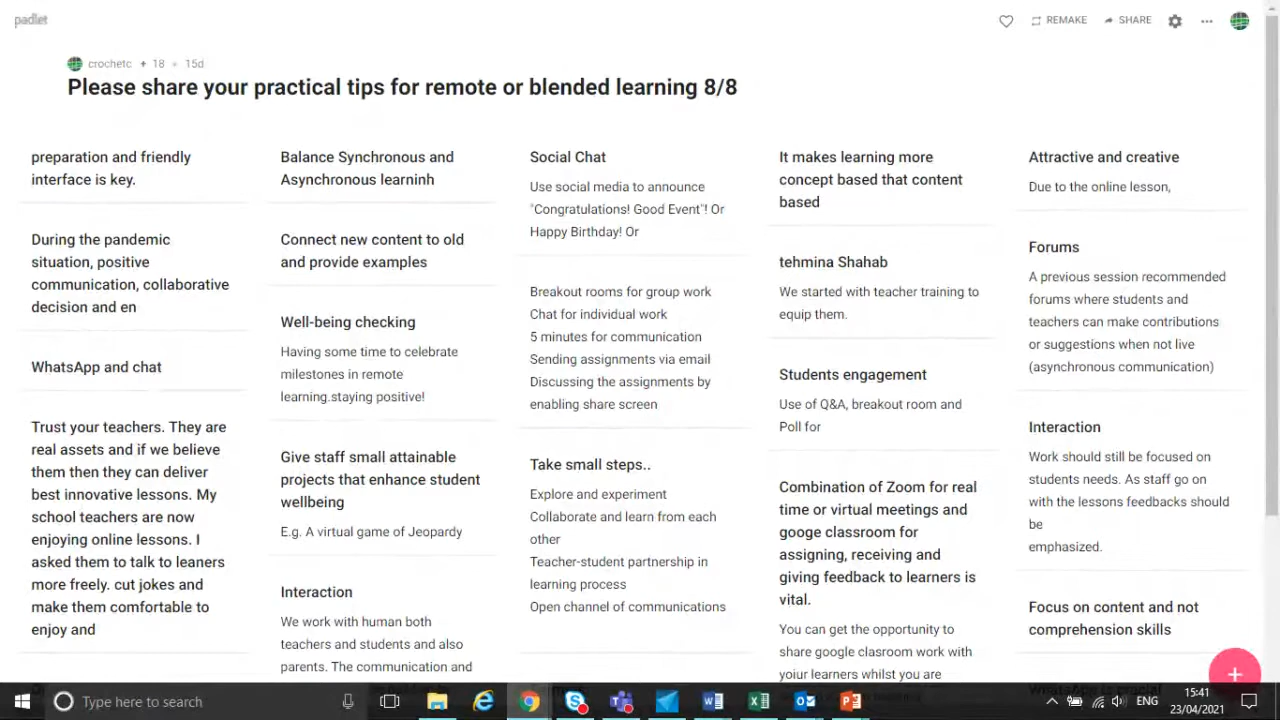 padlet
REMAKE
SHARE
crochetc + 18 15d
Please share your practical tips for remote or blended learning 8/8
preparation and friendly
interface is key.
During the pandemic
situation, positive
communication, collaborative
decision and en
WhatsApp and chat
Trust your teachers. They are
real assets and if we believe
them then they can deliver
best innovative lessons. My
school teachers are now
enjoying online lessons. I
asked them to talk to leaners
more freely. cut jokes and
make them comfortable to
enjoy and
Balance Synchronous and
Asynchronous learninh
Connect new content to old
and provide examples
Well-being checking
Having some time to celebrate
milestones in remote
learning.staying positive!
Give staff small attainable
projects that enhance student
wellbeing
E.g. A virtual game of Jeopardy
Interaction
We work with human both
teachers and students and also
parents. The communication and
Social Chat
Use social media to announce
"Congratulations! Good Event"! Or
Happy Birthday! Or
Breakout rooms for group work
Chat for individual work
5 minutes for communication
Sending assignments via email
Discussing the assignments by
enabling share screen
Take small steps..
Explore and experiment
Collaborate and learn from each
other
Teacher-student partnership in
learning process
Open channel of communications
It makes learning more
concept based that content
based
tehmina Shahab
We started with teacher training to
equip them.
Students engagement
Use of Q&A, breakout room and
Poll for
Combination of Zoom for real
time or virtual meetings and
googe classroom for
assigning, receiving and
giving feedback to learners is
vital.
You can get the opportunity to
share google clasroom work with
yoiur learners whilst you are
Attractive and creative
Due to the online lesson,
Forums
A previous session recommended
forums where students and
teachers can make contributions
or suggestions when not live
(asynchronous communication)
Interaction
Work should still be focused on
students needs. As staff go on
with the lessons feedbacks should
be
emphasized.
Focus on content and not
comprehension skills
WhatsApp is crucial
Type here to search
ENG
15:41
23/04/2021